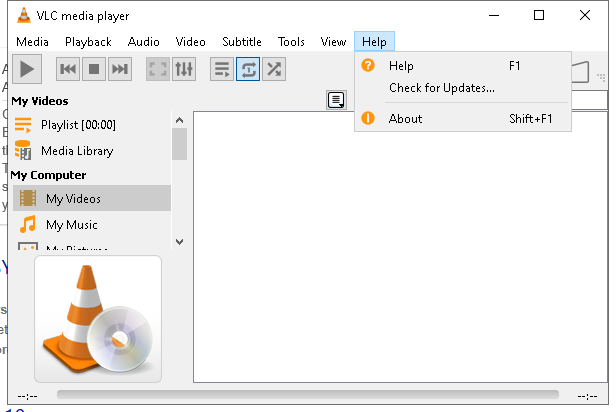 VLC media player
Media Playback Audio Video Subtitle Tools View Help
Help F1
Check for Updates...
About Shift+F1
My Videos
Playlist [00:00]
Media Library
My Computer
My Videos
My Music
My Pictures
--:-- --:--